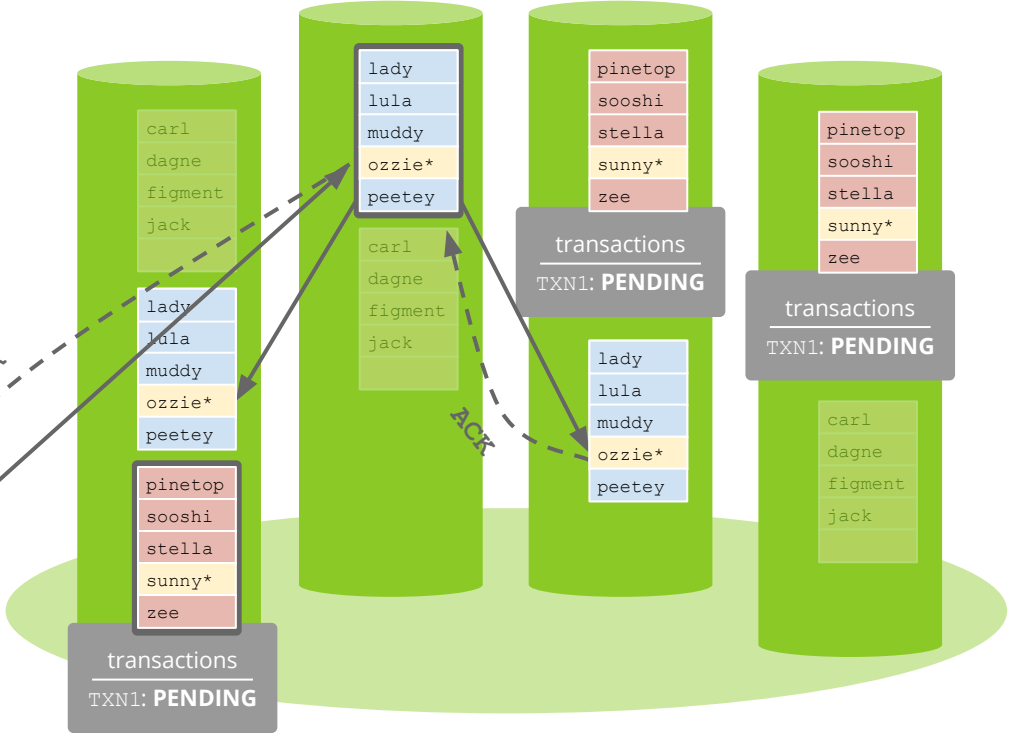 carl
dagne
figment
jack
lady
lula
muddy
ozzie*
peetey
pinetop
sooshi
stella
sunny*
zee
transactions
TXN1: PENDING
lady
lula
muddy
ozzie*
peetey
carl
dagne
figment
jack
ACK
pinetop
sooshi
stella
sunny*
zee
transactions
TXN1: PENDING
lady
lula
muddy
ozzie*
peetey
pinetop
sooshi
stella
sunny*
zee
transactions
TXN1: PENDING
carl
dagne
figment
jack